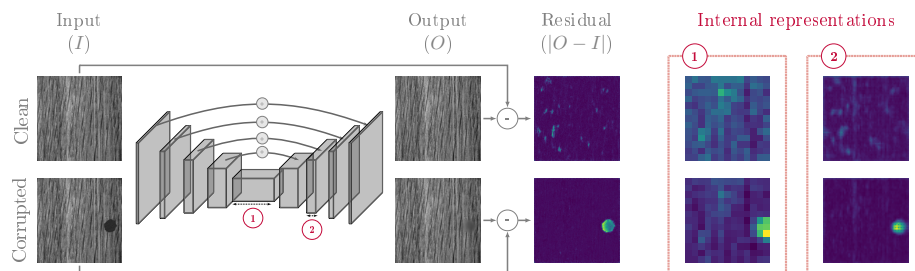 Input
(I)
Output
(O)
Residual
(|O − I|)
Internal representations
1
2
Clean
-
Corrupted
-
1
2